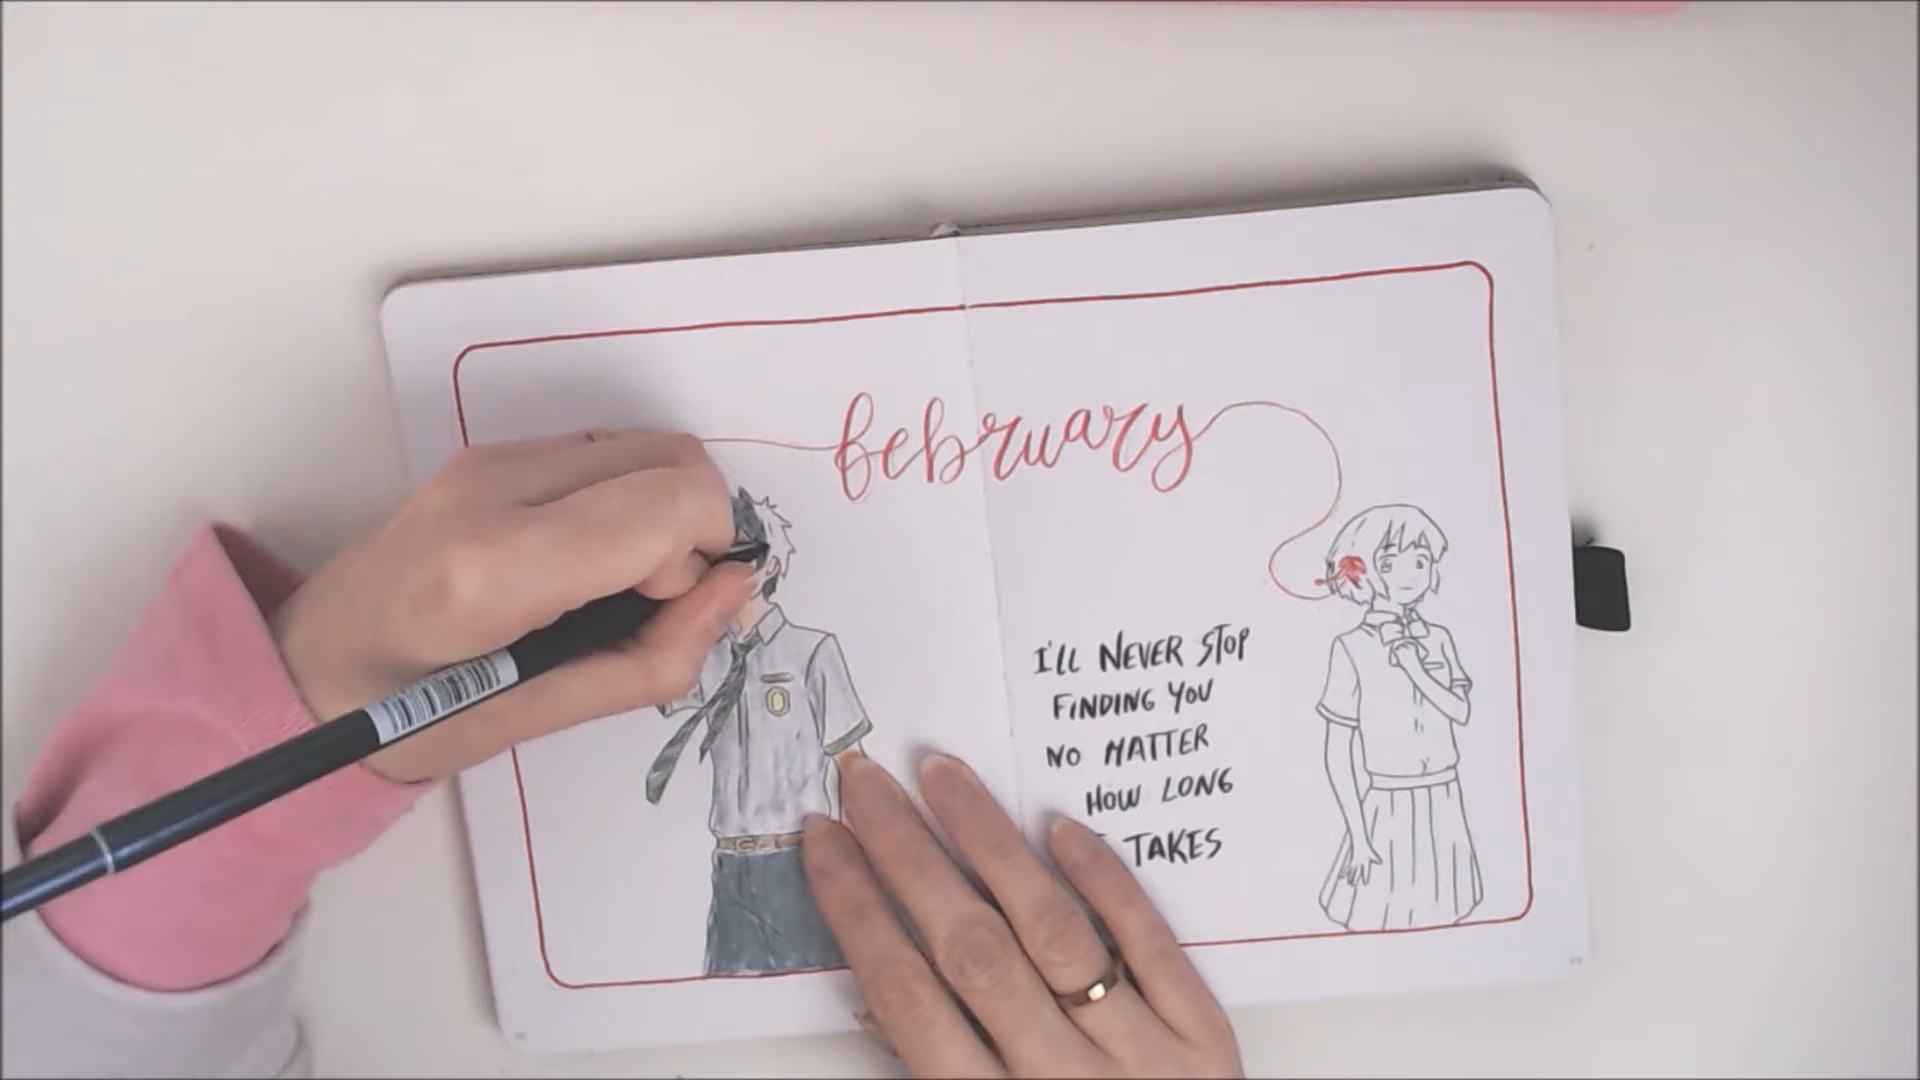 february
I'LL NEVER STOP
FINDING YOU
NO MATTER
HOW LONG
TAKES